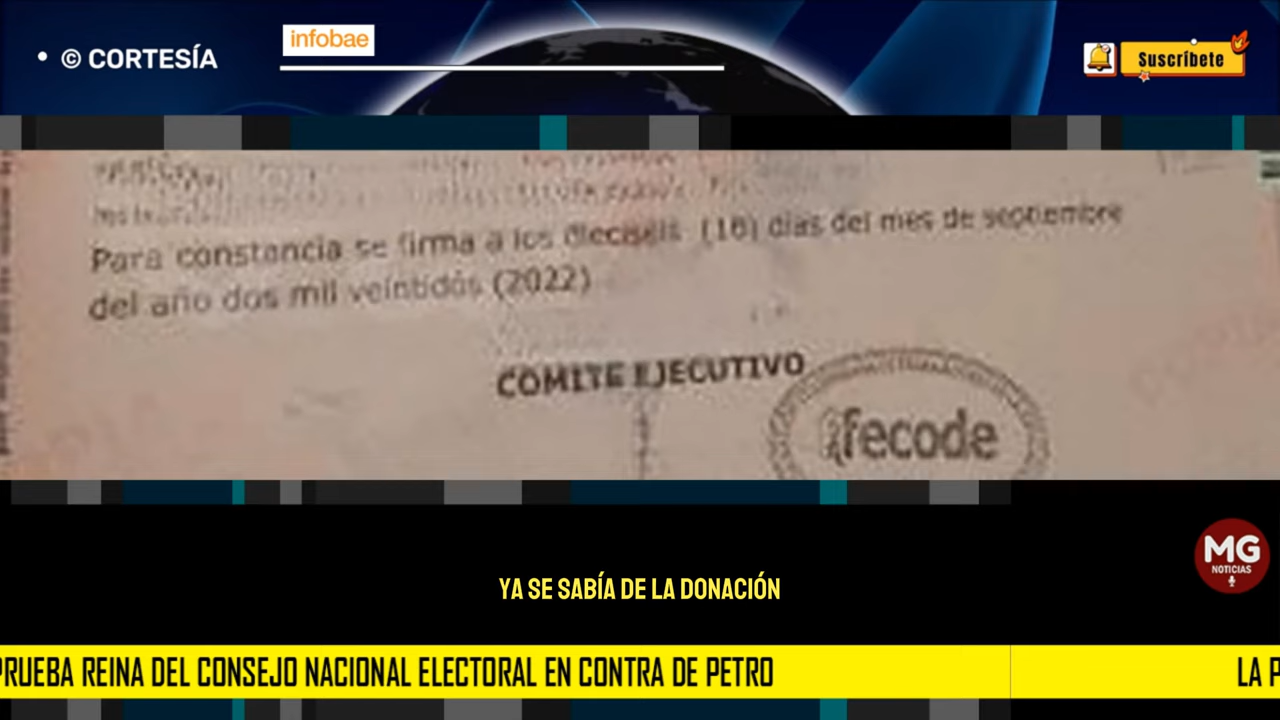 • © CORTESÍA
infobae
Suscríbete
Para constancia se firma a los dieciseis (16) días del mes de septiembre
del año dos mil veintidós (2022)
COMITE EJECUTIVO
fecode
MG
NOTICIAS
YA SE SABÍA DE LA DONACIÓN
PRUEBA REINA DEL CONSEJO NACIONAL ELECTORAL EN CONTRA DE PETRO
LA P